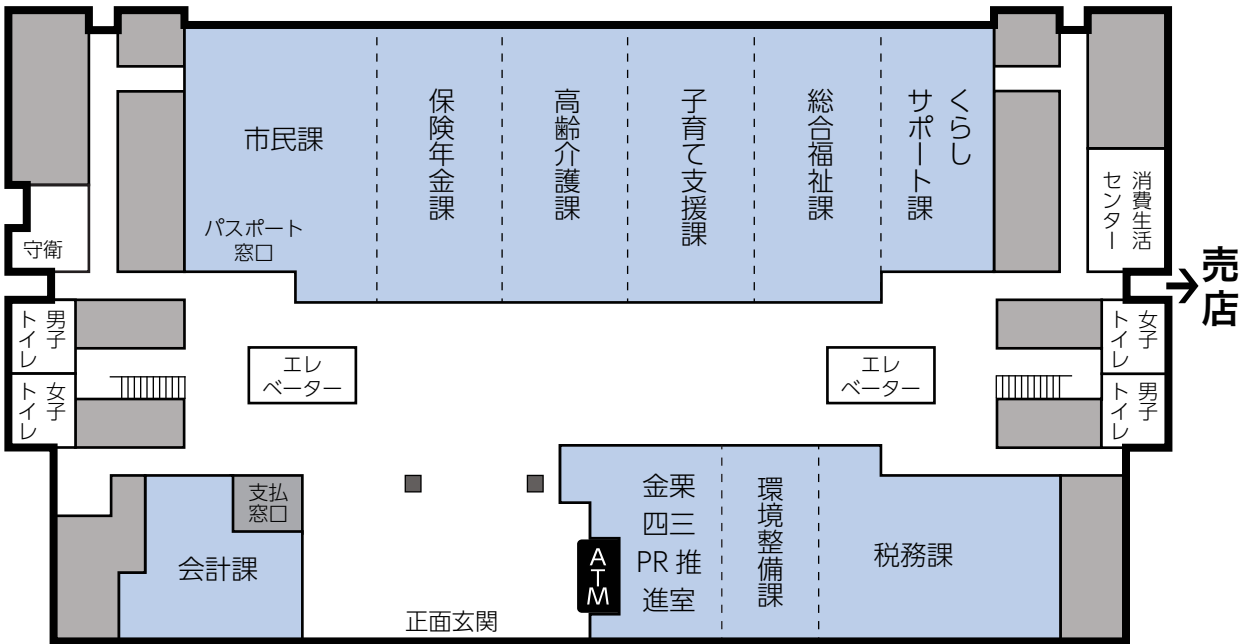 市民課
パスポート
窓口
保険年金課
高齢介護課
子育て支援課
総合福祉課
くらし
サポート課
守衛
消費生活
センター
売店
男子
トイレ
女子
トイレ
エレ
ベーター
エレ
ベーター
女子
トイレ
男子
トイレ
支払
窓口
会計課
正面玄関
ATM
金栗
四三
PR推
進室
環境整備課
税務課